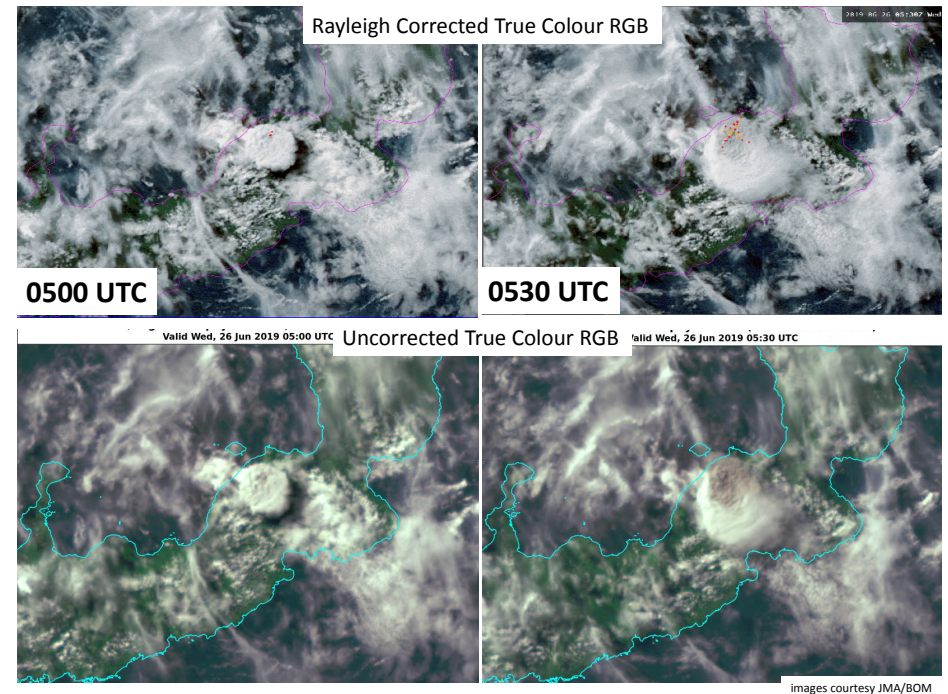 Rayleigh Corrected True Colour RGB
2019-06-26 05:30Z Wed
0500 UTC
0530 UTC
Valid Wed, 26 Jun 2019 05:00 UTC
Uncorrected True Colour RGB
alid Wed, 26 Jun 2019 05:30 UTC
images courtesy JMA/BOM